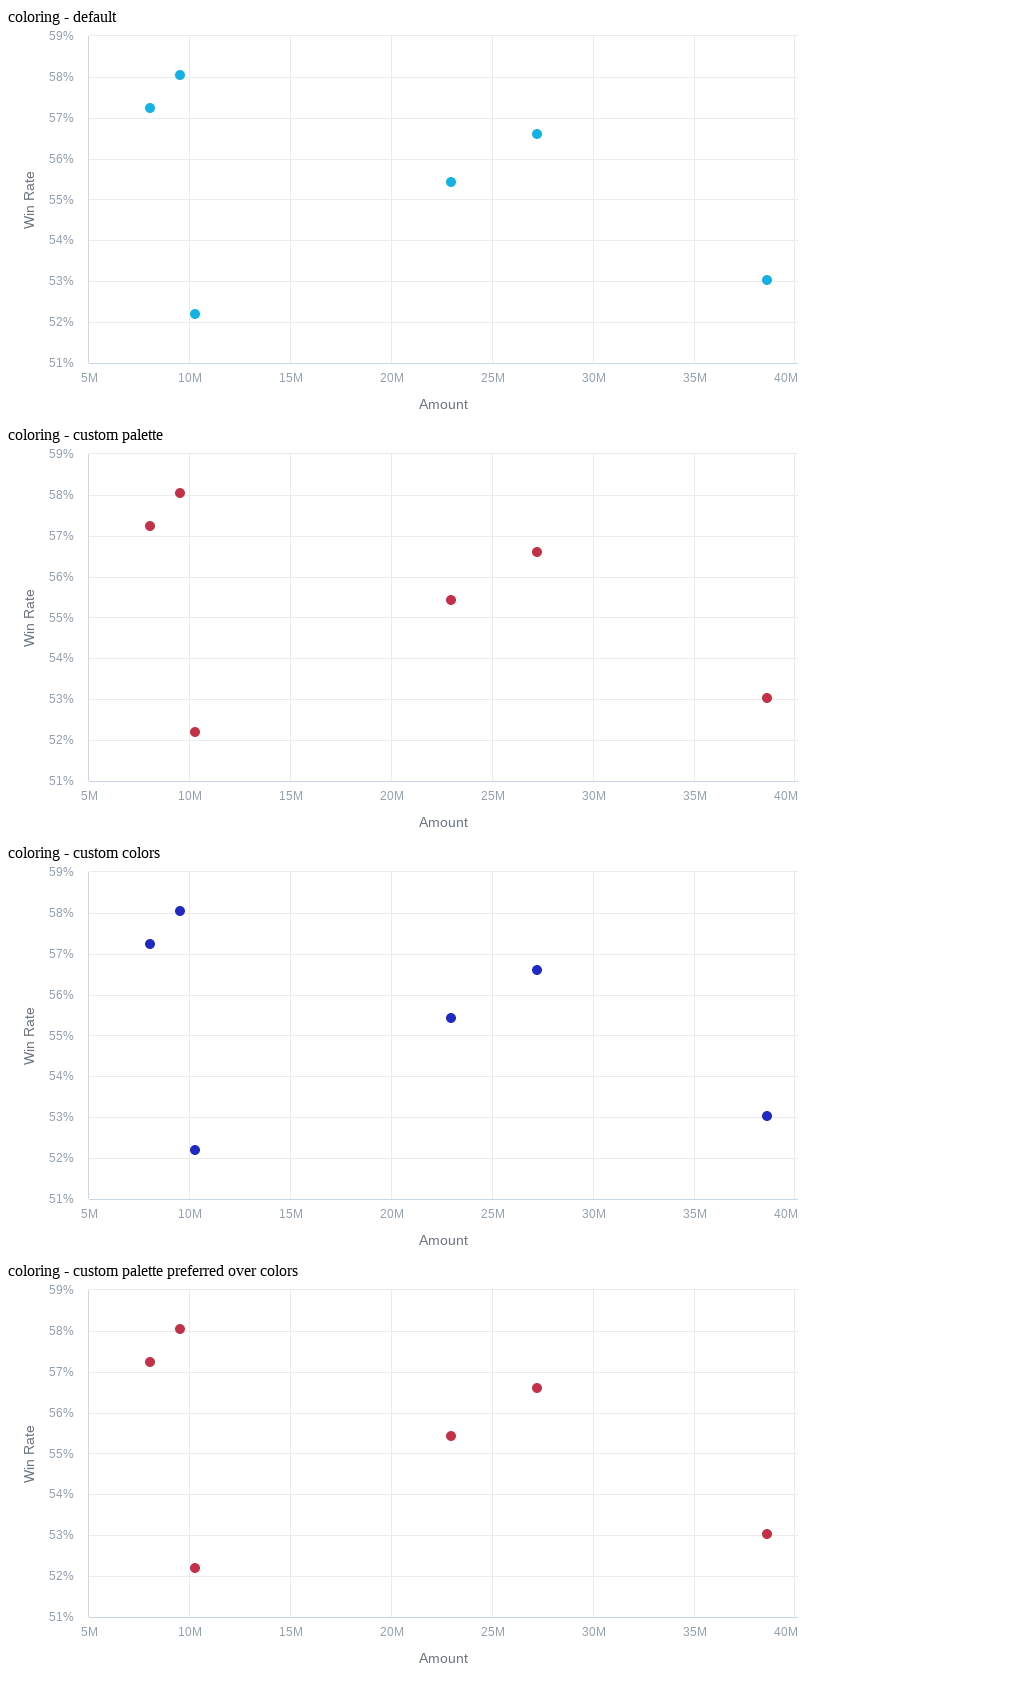 coloring - default
59%
58%
57%
56%
55%
54%
53%
52%
51%
Win Rate
5M 10M 15M 20M 25M 30M 35M 40M
Amount
coloring - custom palette
59%
58%
57%
56%
55%
54%
53%
52%
51%
Win Rate
5M 10M 15M 20M 25M 30M 35M 40M
Amount
coloring - custom colors
59%
58%
57%
56%
55%
54%
53%
52%
51%
Win Rate
5M 10M 15M 20M 25M 30M 35M 40M
Amount
coloring - custom palette preferred over colors
59%
58%
57%
56%
55%
54%
53%
52%
51%
Win Rate
5M 10M 15M 20M 25M 30M 35M 40M
Amount